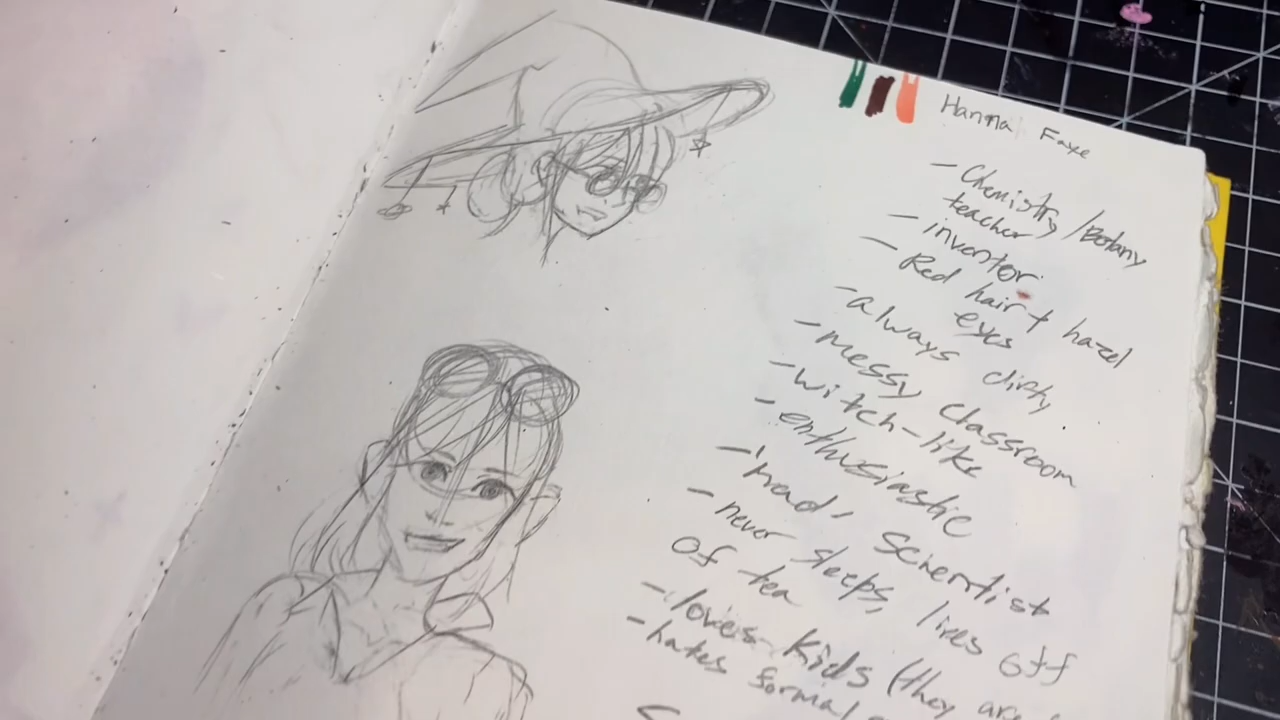 Hanna Faye
- Chemistry/Botany
teacher
- inventor
- Red hair + hazel
eyes
- always dirty
- messy classroom
- witch-like
- enthusiastic
- 'mad' scientist
- never sleeps, lives off
of tea
- loves kids (they are
- hates formal